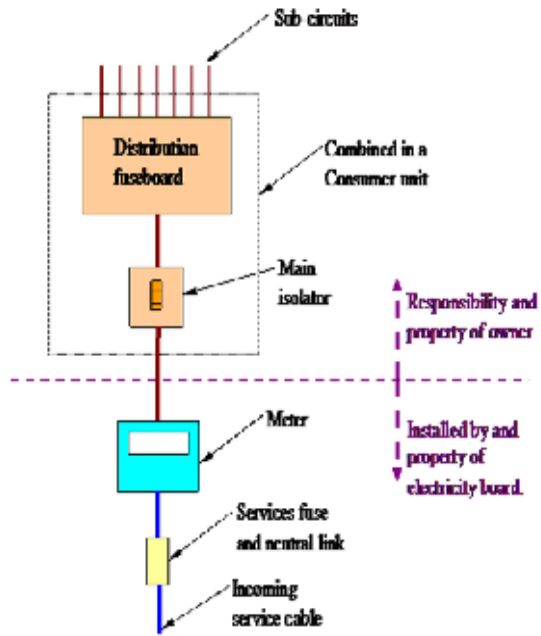 Sub-circuits
Distribution
fuseboard
Combined in a
Consumer unit
Main
isolator
Responsibility and
property of owner
Meter
Installed by and
property of
electricity board.
Services fuse
and neutral link
Incoming
service cable